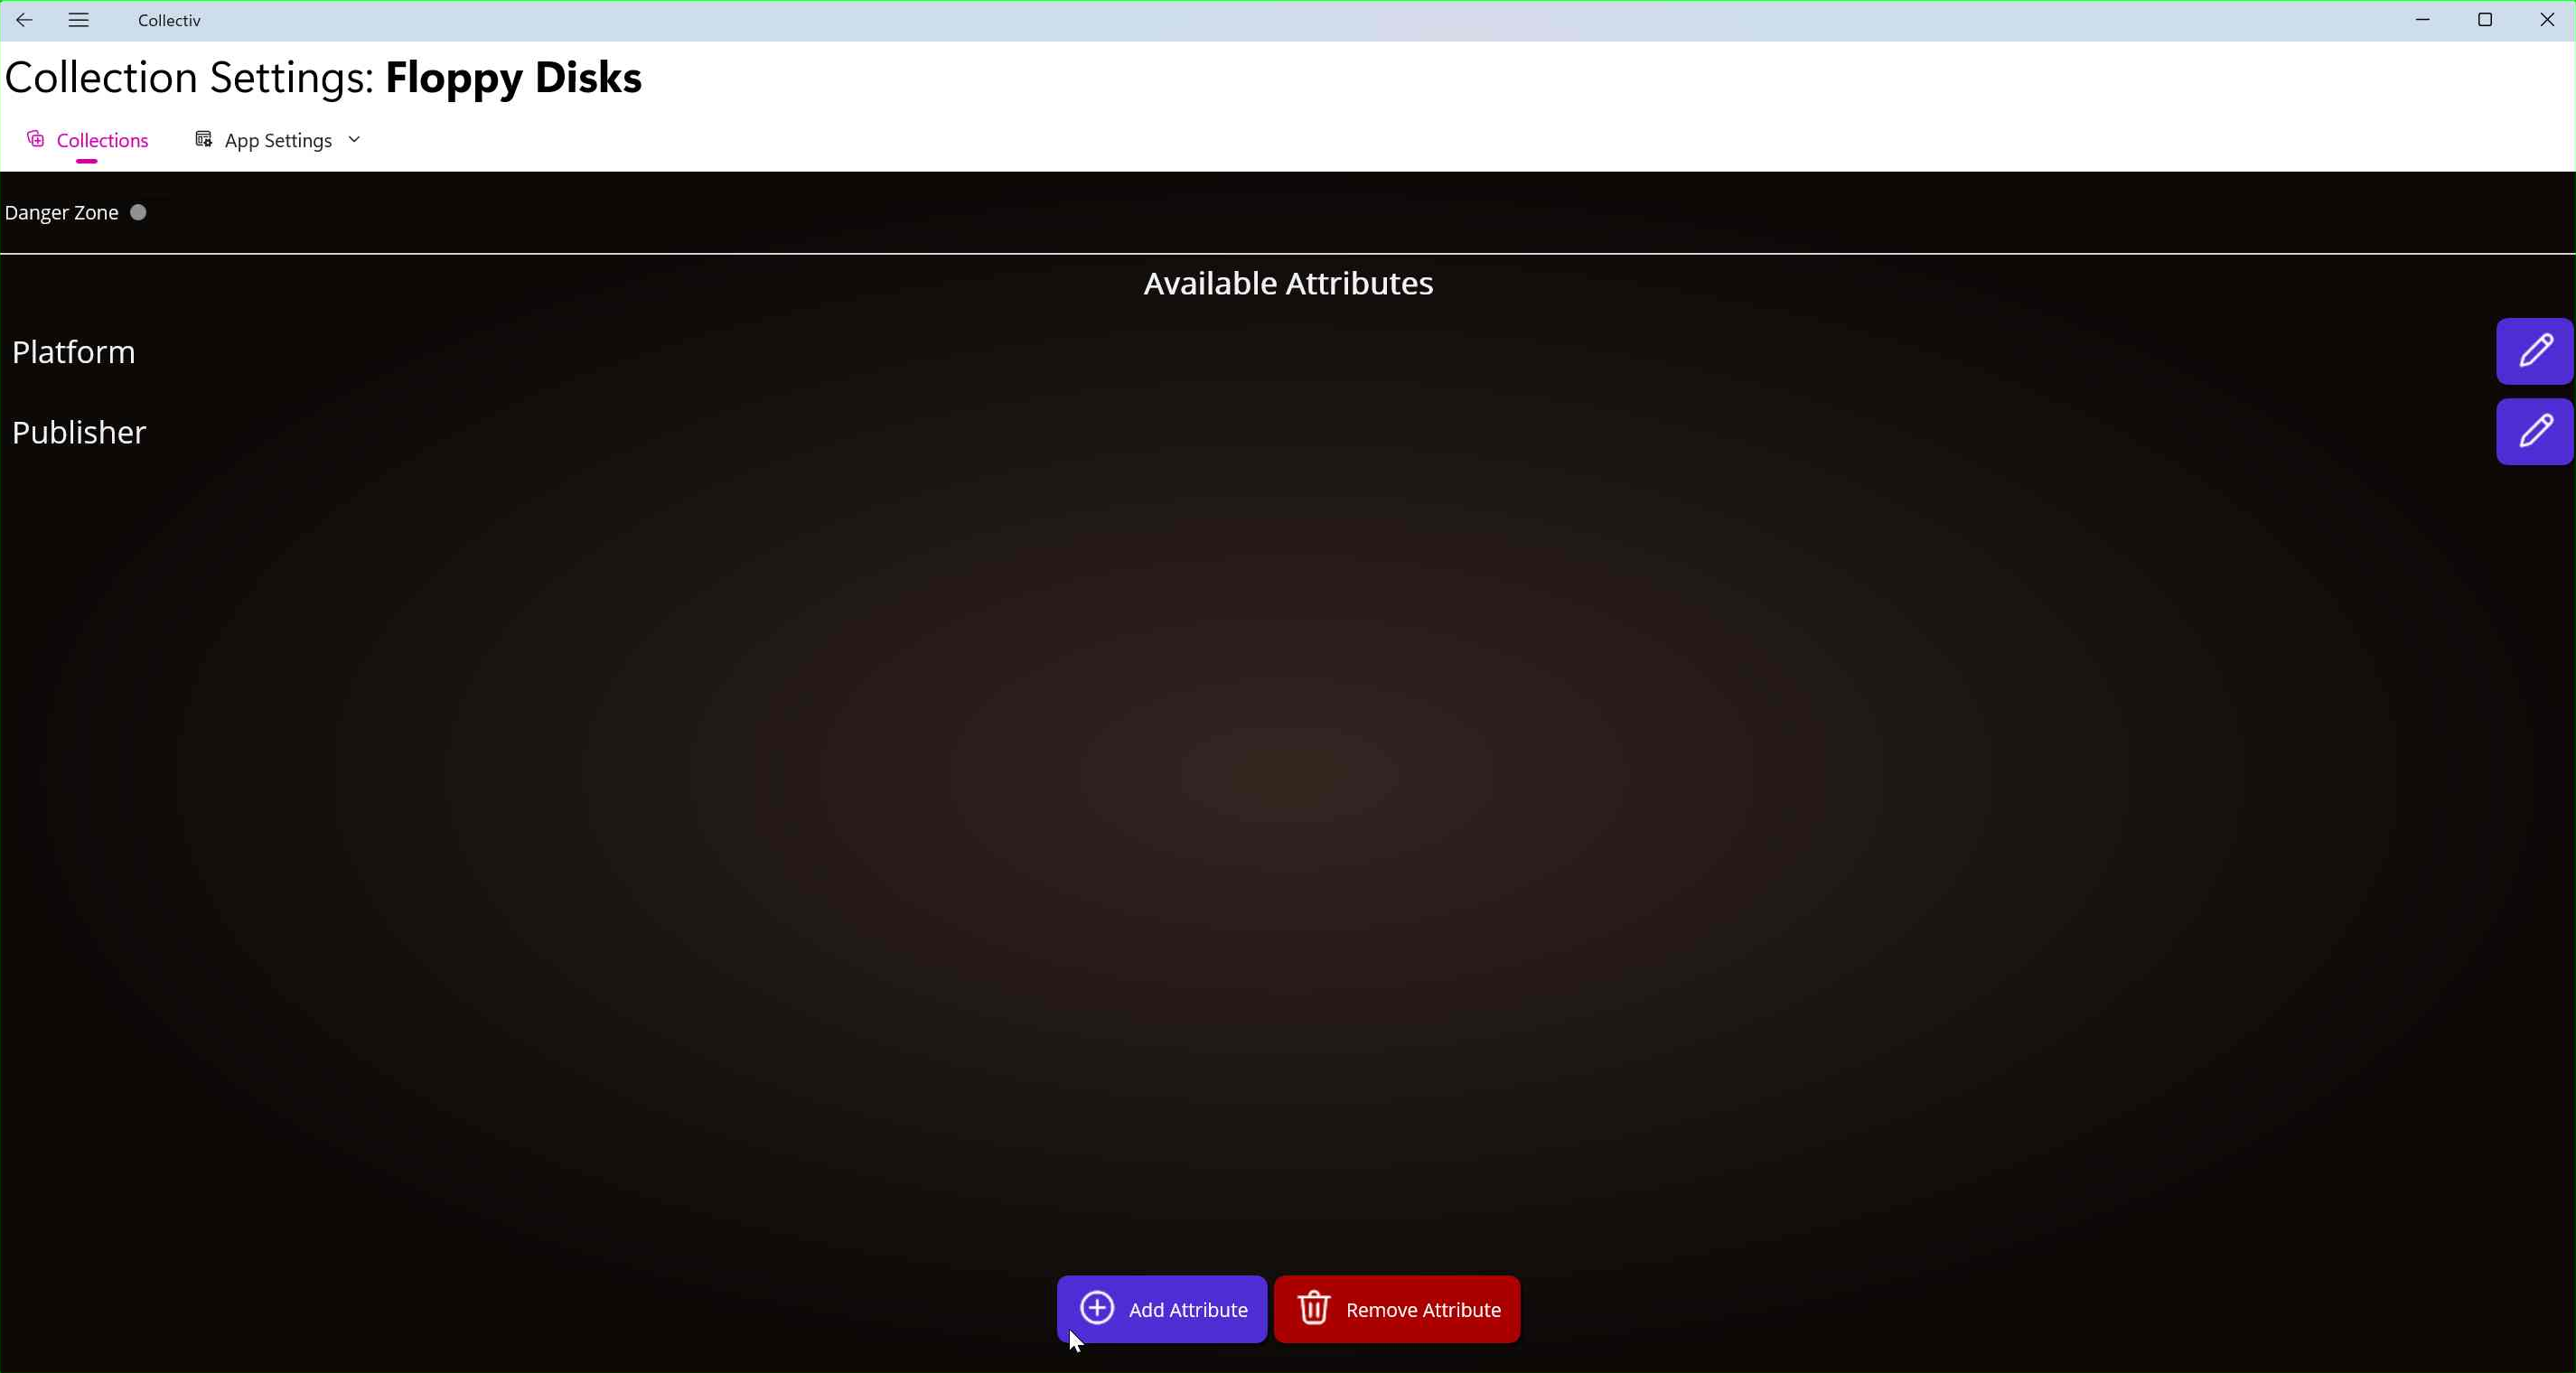 Collectiv
Collection Settings: Floppy Disks
Collections
App Settings
Danger Zone
Available Attributes
Platform
Publisher
Add Attribute
Remove Attribute